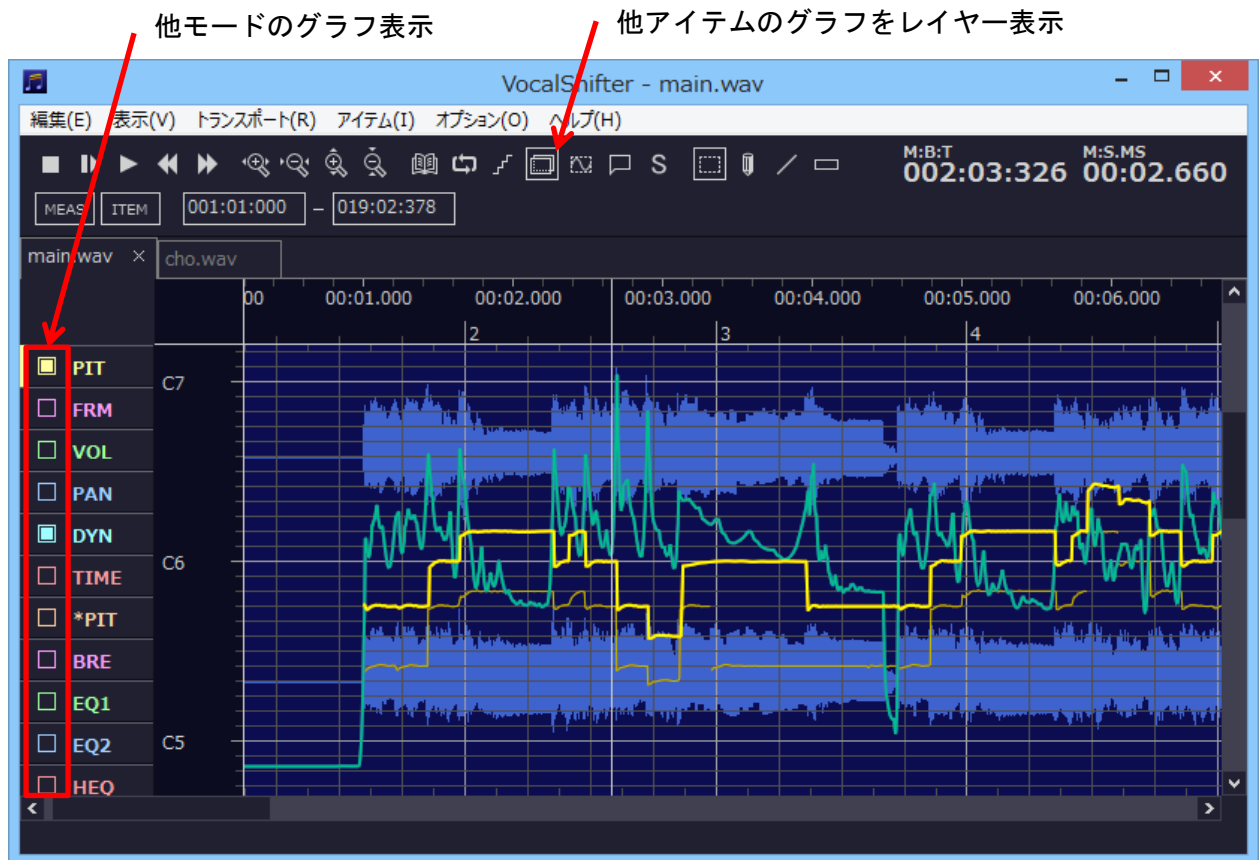 他モードのグラフ表示
他アイテムのグラフをレイヤー表示
VocalShifter - main.wav
編集(E) 表示(V) トランスポート(R) アイテム(I) オプション(O) ヘルプ(H)
S
M:B:T
002:03:326
M:S.MS
00:02.660
MEAS ITEM 001:01:000 – 019:02:378
main.wav × cho.wav
00 00:01.000 00:02.000 00:03.000 00:04.000 00:05.000 00:06.000
2 3 4
PIT
C7
FRM
VOL
PAN
DYN
C6
TIME
*PIT
BRE
EQ1
EQ2
C5
HEQ